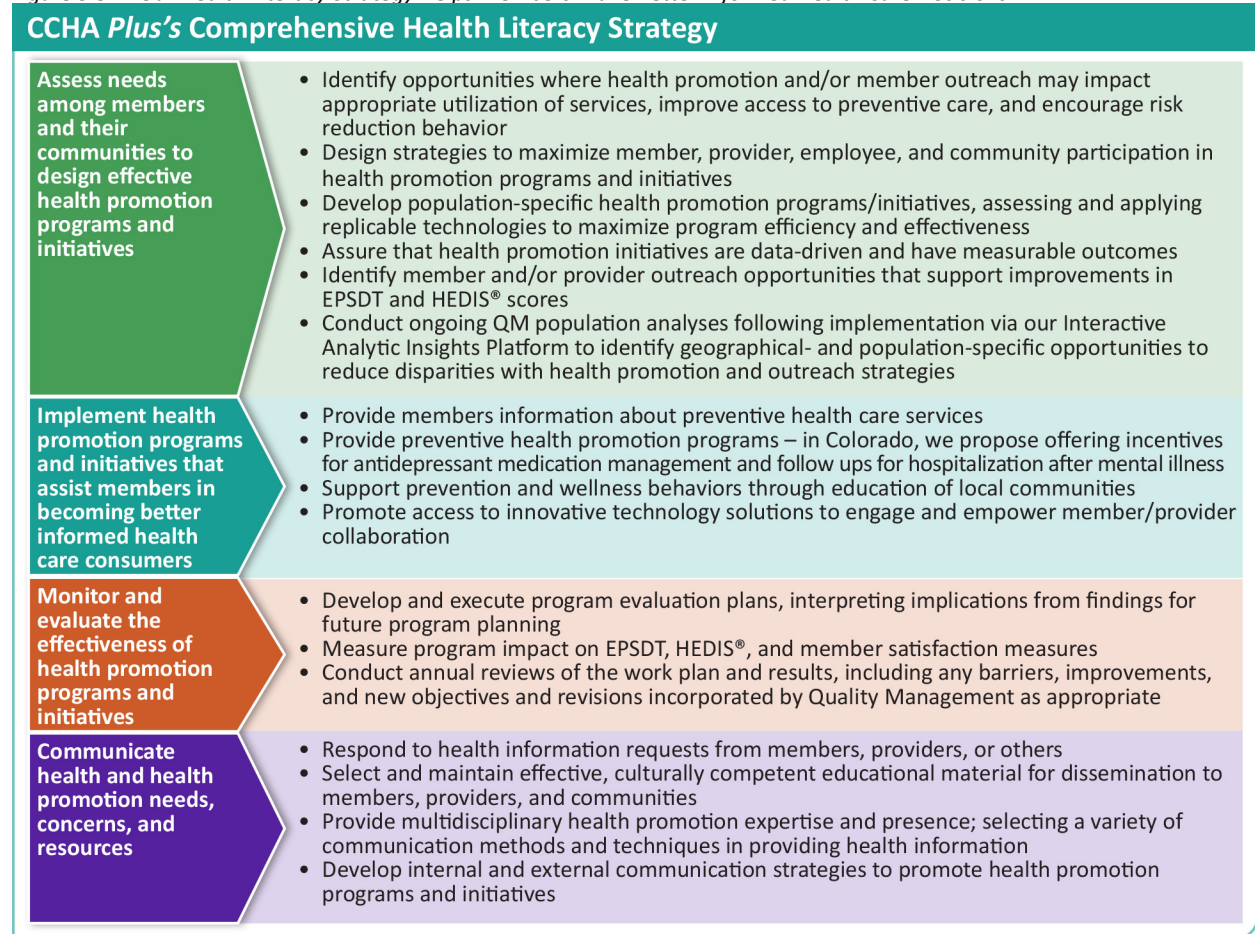 CCHA Plus’s Comprehensive Health Literacy Strategy
Assess needs
among members
and their
communities to
design effective
health promotion
programs and
initiatives
• Identify opportunities where health promotion and/or member outreach may impact
appropriate utilization of services, improve access to preventive care, and encourage risk
reduction behavior
• Design strategies to maximize member, provider, employee, and community participation in
health promotion programs and initiatives
• Develop population-specific health promotion programs/initiatives, assessing and applying
replicable technologies to maximize program efficiency and effectiveness
• Assure that health promotion initiatives are data-driven and have measurable outcomes
• Identify member and/or provider outreach opportunities that support improvements in
EPSDT and HEDIS® scores
• Conduct ongoing QM population analyses following implementation via our Interactive
Analytic Insights Platform to identify geographical- and population-specific opportunities to
reduce disparities with health promotion and outreach strategies
Implement health
promotion programs
and initiatives that
assist members in
becoming better
informed health
care consumers
• Provide members information about preventive health care services
• Provide preventive health promotion programs – in Colorado, we propose offering incentives
for antidepressant medication management and follow ups for hospitalization after mental illness
• Support prevention and wellness behaviors through education of local communities
• Promote access to innovative technology solutions to engage and empower member/provider
collaboration
Monitor and
evaluate the
effectiveness of
health promotion
programs and
initiatives
• Develop and execute program evaluation plans, interpreting implications from findings for
future program planning
• Measure program impact on EPSDT, HEDIS®, and member satisfaction measures
• Conduct annual reviews of the work plan and results, including any barriers, improvements,
and new objectives and revisions incorporated by Quality Management as appropriate
Communicate
health and health
promotion needs,
concerns, and
resources
• Respond to health information requests from members, providers, or others
• Select and maintain effective, culturally competent educational material for dissemination to
members, providers, and communities
• Provide multidisciplinary health promotion expertise and presence; selecting a variety of
communication methods and techniques in providing health information
• Develop internal and external communication strategies to promote health promotion
programs and initiatives